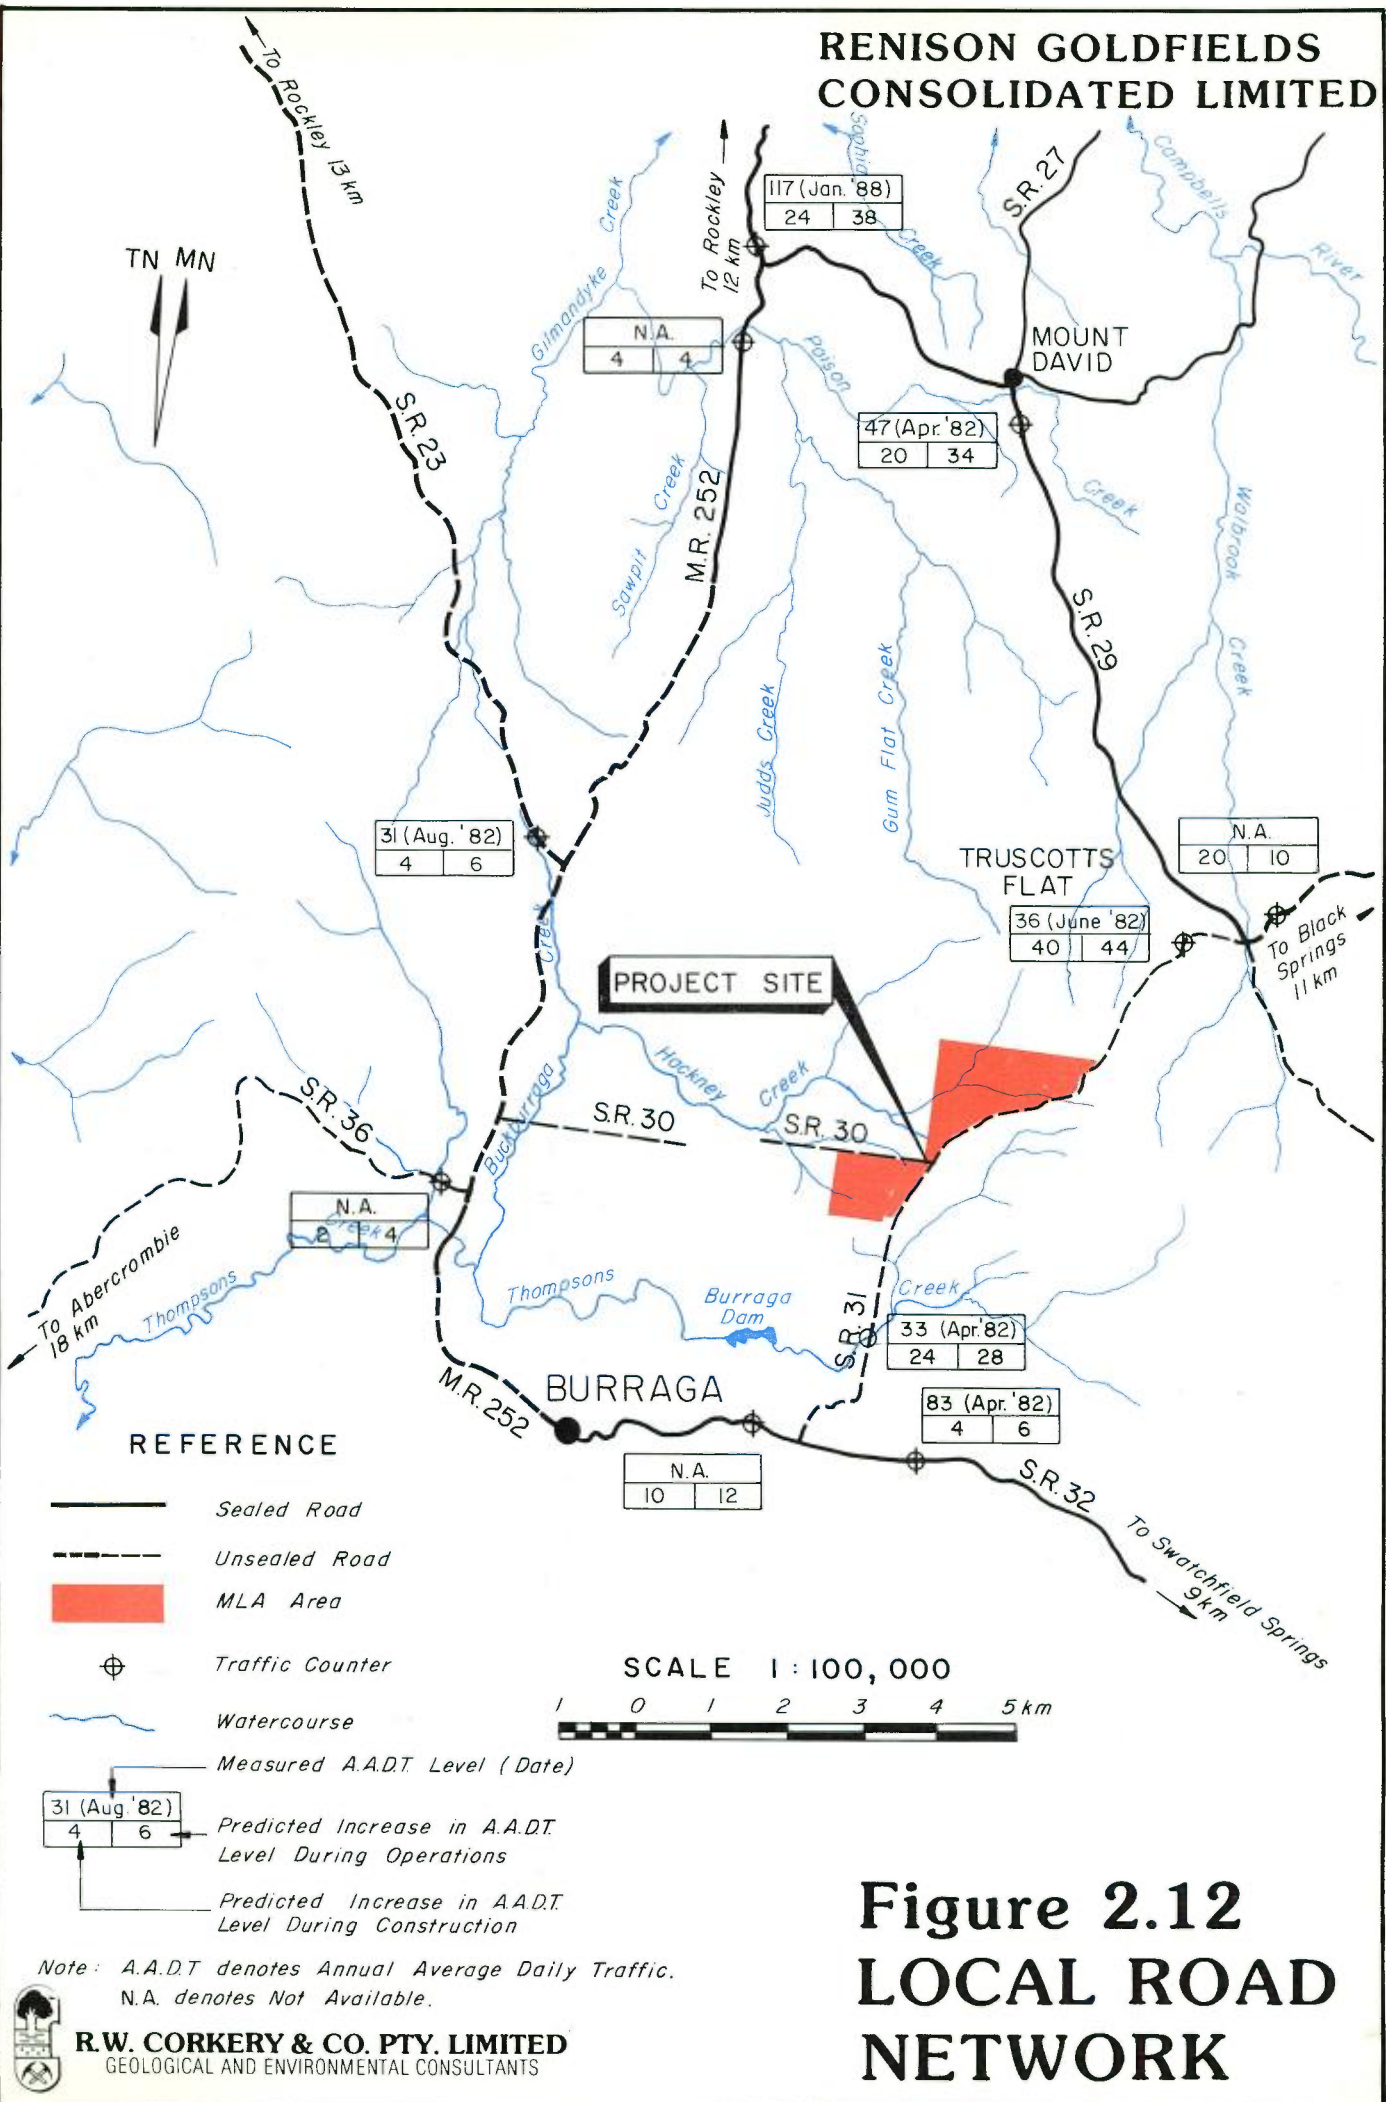 RENISON GOLDFIELDS
CONSOLIDATED LIMITED
To Rockley 13 km
To Rockley
12 km
TN MN
Gilmandyke Creek
Sophia
Creek
S.R. 27
Campbells
River
117 (Jan. '88)
24 38
N.A.
4 4
MOUNT
DAVID
Poison
Creek
47 (Apr. '82)
20 34
S.R. 23
Sawpit Creek
M.R. 252
Walbrook
Creek
S.R. 29
Judds Creek
Gum Flat Creek
31 (Aug. '82)
4 6
TRUSCOTTS
FLAT
N.A.
20 10
36 (June '82)
40 44
To Black
Springs
11 km
PROJECT SITE
Creek
Buckburraga
Hackney
Creek
S.R. 36
S.R. 30
S.R. 30
N.A.
2 4
Creek
To Abercrombie
18 km
Thompsons
Thompsons
Burraga
Dam
Creek
S.R. 31
33 (Apr. '82)
24 28
83 (Apr. '82)
4 6
M.R. 252
BURRAGA
N.A.
10 12
S.R. 32
To Swatchfield Springs
9km
REFERENCE
Sealed Road
Unsealed Road
MLA Area
Traffic Counter
Watercourse
SCALE 1 : 100,000
1 0 1 2 3 4 5 km
Measured A.A.D.T. Level (Date)
31 (Aug. '82)
4 6
Predicted Increase in A.A.D.T.
Level During Operations
Predicted Increase in A.A.D.T.
Level During Construction
Note : A.A.D.T denotes Annual Average Daily Traffic.
N.A. denotes Not Available.
R.W. CORKERY & CO. PTY. LIMITED
GEOLOGICAL AND ENVIRONMENTAL CONSULTANTS
Figure 2.12
LOCAL ROAD
NETWORK